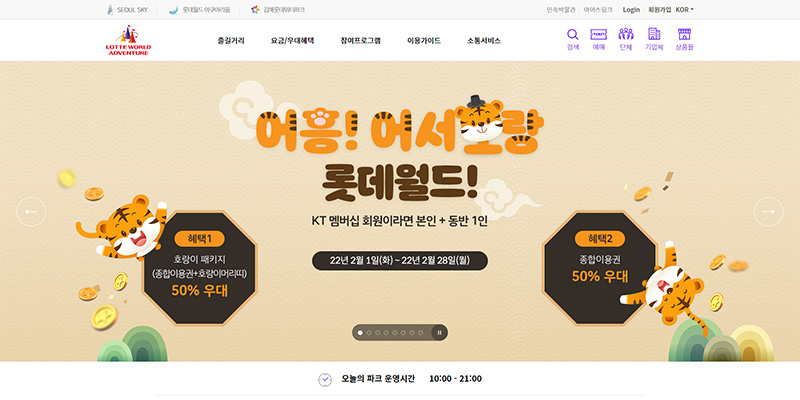 SEOUL SKY 롯데월드 아쿠아리움 김해롯데워터파크 민속박물관 아이스링크 Login 회원가입 KOR
LOTTE WORLD
ADVENTURE
즐길거리 요금/우대혜택 참여프로그램 이용가이드 소통서비스
TICKET
검색 예매 단체 기업체 상품몰
어흥! 어서오랑
롯데월드!
KT 멤버십 회원이라면 본인 + 동반 1인
22년 2월 1일(화) ~ 22년 2월 28일(월)
혜택1
호랑이 패키지
(종합이용권+호랑이머리띠)
50% 우대
혜택2
종합이용권
50% 우대
오늘의 파크 운영시간 10:00 - 21:00